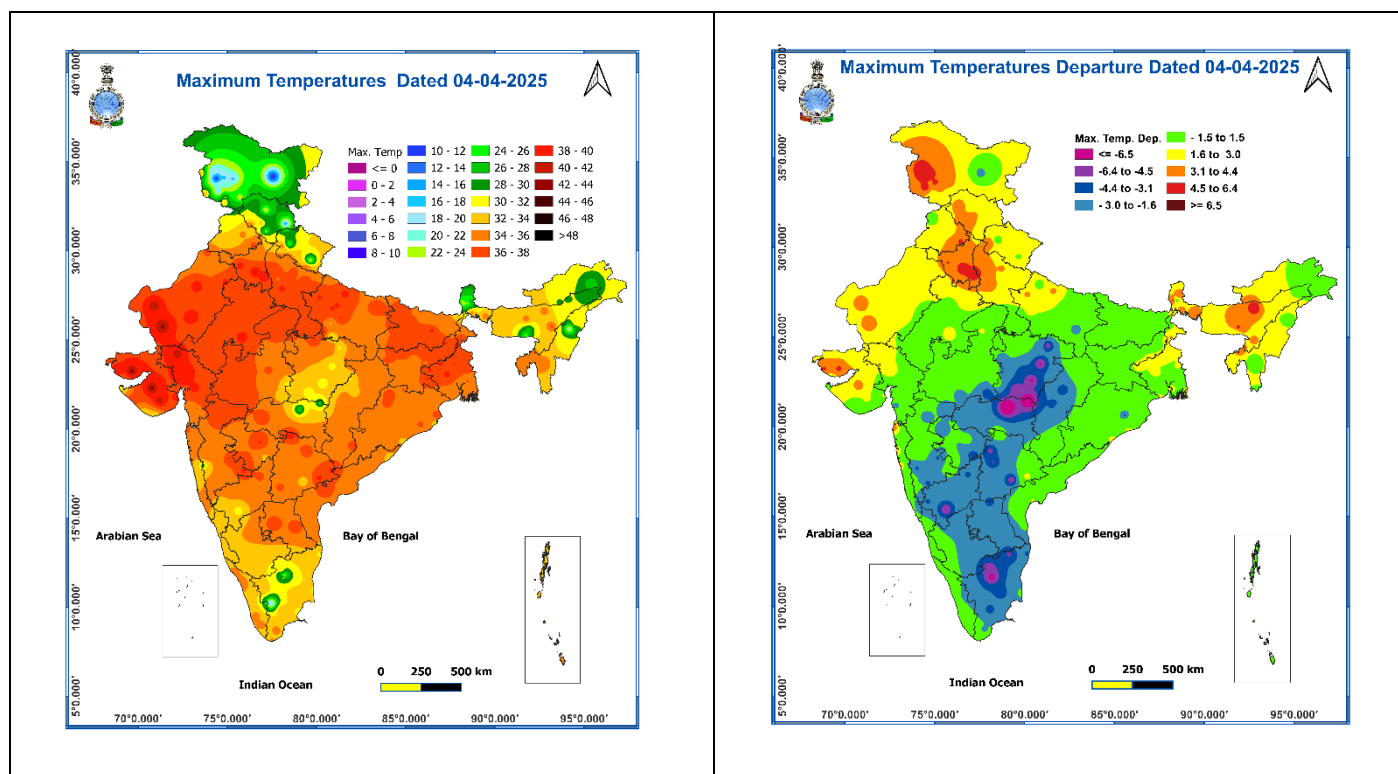 Maximum Temperatures Dated 04-04-2025
40°0.000'
35°0.000'
30°0.000'
25°0.000'
20°0.000'
15°0.000'
10°0.000'
5°0.000'
Max. Temp
<= 0
0 - 2
2 - 4
4 - 6
6 - 8
8 - 10
10 - 12
12 - 14
14 - 16
16 - 18
18 - 20
20 - 22
22 - 24
24 - 26
26 - 28
28 - 30
30 - 32
32 - 34
34 - 36
36 - 38
38 - 40
40 - 42
42 - 44
44 - 46
46 - 48
>48
Arabian Sea
Bay of Bengal
Indian Ocean
0 250 500 km
70°0.000' 75°0.000' 80°0.000' 85°0.000' 90°0.000' 95°0.000'
Maximum Temperatures Departure Dated 04-04-2025
40°0.000'
35°0.000'
30°0.000'
25°0.000'
20°0.000'
15°0.000'
10°0.000'
5°0.000'
Max. Temp. Dep.
<= -6.5
-6.4 to -4.5
-4.4 to -3.1
- 3.0 to -1.6
- 1.5 to 1.5
1.6 to 3.0
3.1 to 4.4
4.5 to 6.4
>= 6.5
Arabian Sea
Bay of Bengal
Indian Ocean
0 250 500 km
70°0.000' 75°0.000' 80°0.000' 85°0.000' 90°0.000' 95°0.000'